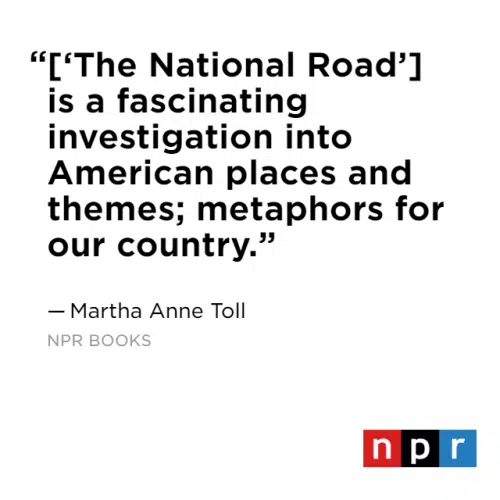 “[‘The National Road’]
is a fascinating
investigation into
American places and
themes; metaphors for
our country.”
— Martha Anne Toll
NPR BOOKS
npr